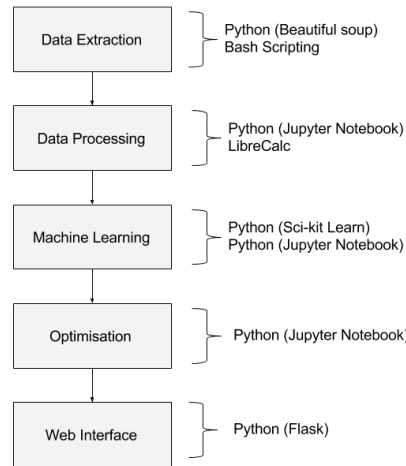 Data Extraction
Python (Beautiful soup)
Bash Scripting
Data Processing
Python (Jupyter Notebook)
LibreCalc
Machine Learning
Python (Sci-kit Learn)
Python (Jupyter Notebook)
Optimisation
Python (Jupyter Notebook)
Web Interface
Python (Flask)